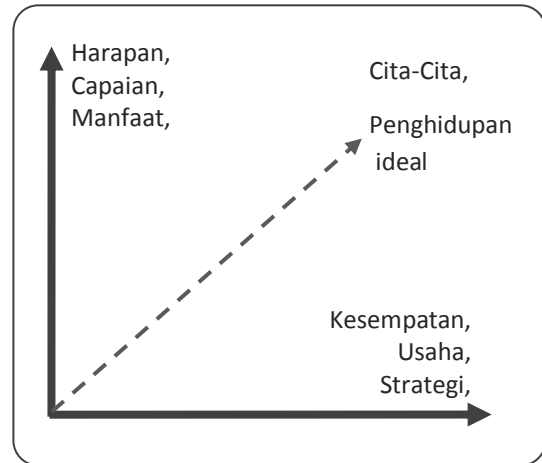 Harapan,
Capaian,
Manfaat,
Cita-Cita,
Penghidupan
ideal
Kesempatan,
Usaha,
Strategi,